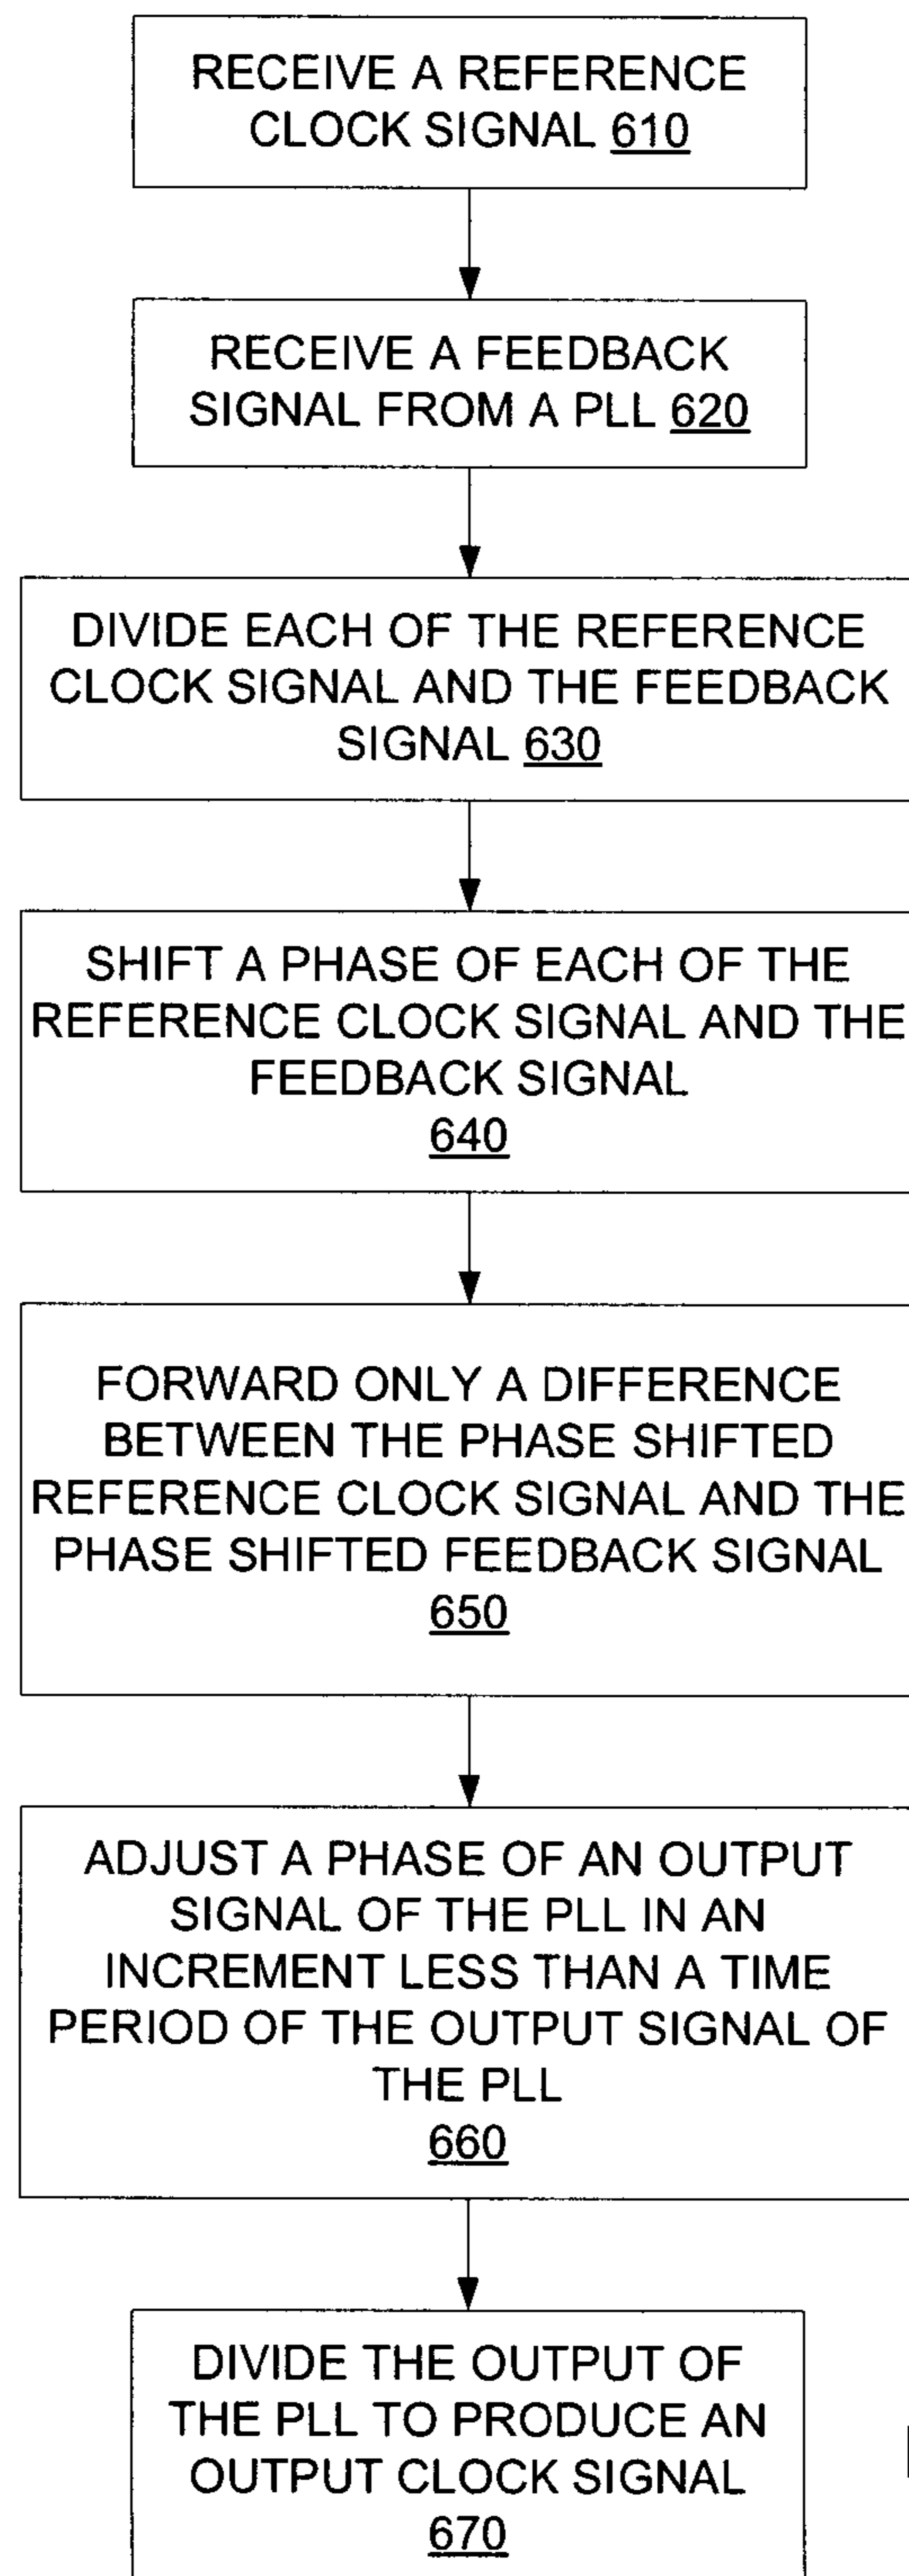 RECEIVE A REFERENCE
CLOCK SIGNAL 610
RECEIVE A FEEDBACK
SIGNAL FROM A PLL 620
DIVIDE EACH OF THE REFERENCE
CLOCK SIGNAL AND THE FEEDBACK
SIGNAL 630
SHIFT A PHASE OF EACH OF THE
REFERENCE CLOCK SIGNAL AND THE
FEEDBACK SIGNAL
640
FORWARD ONLY A DIFFERENCE
BETWEEN THE PHASE SHIFTED
REFERENCE CLOCK SIGNAL AND THE
PHASE SHIFTED FEEDBACK SIGNAL
650
ADJUST A PHASE OF AN OUTPUT
SIGNAL OF THE PLL IN AN
INCREMENT LESS THAN A TIME
PERIOD OF THE OUTPUT SIGNAL OF
THE PLL
660
DIVIDE THE OUTPUT OF
THE PLL TO PRODUCE AN
OUTPUT CLOCK SIGNAL
670